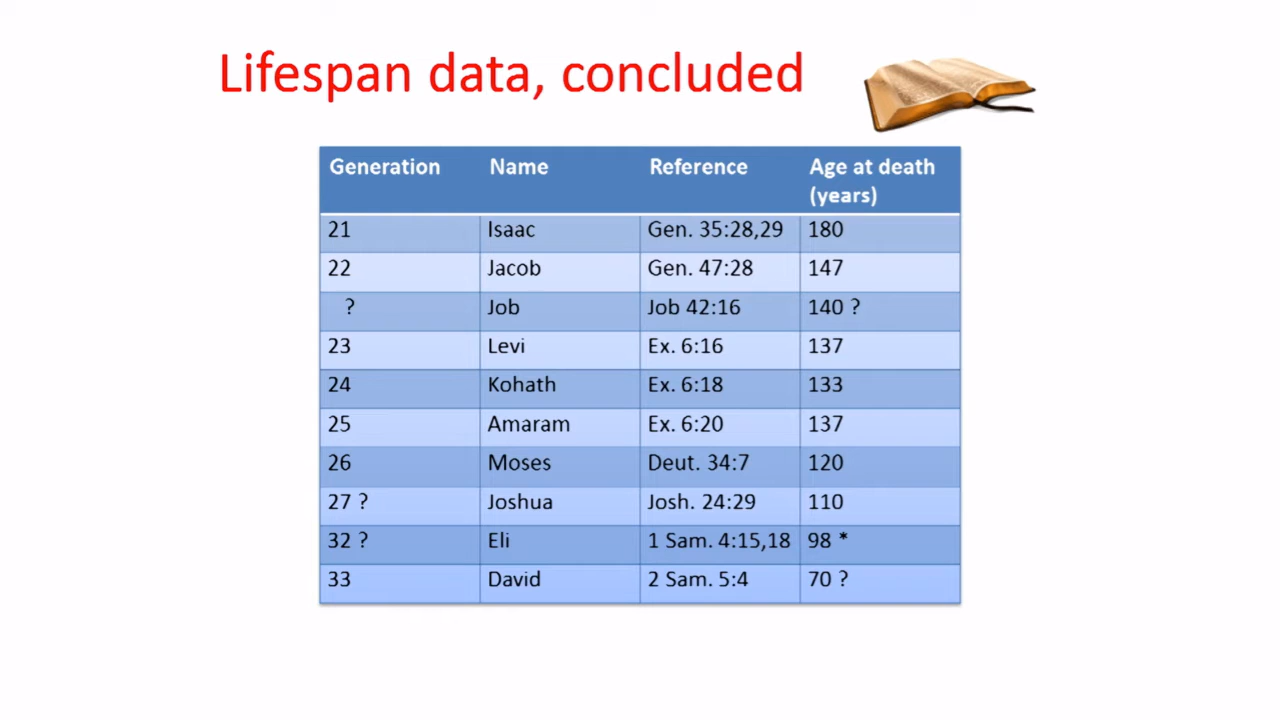 Lifespan data, concluded
Generation Name Reference Age at death
(years)
21 Isaac Gen. 35:28,29 180
22 Jacob Gen. 47:28 147
? Job Job 42:16 140 ?
23 Levi Ex. 6:16 137
24 Kohath Ex. 6:18 133
25 Amaram Ex. 6:20 137
26 Moses Deut. 34:7 120
27 ? Joshua Josh. 24:29 110
32 ? Eli 1 Sam. 4:15,18 98 *
33 David 2 Sam. 5:4 70 ?